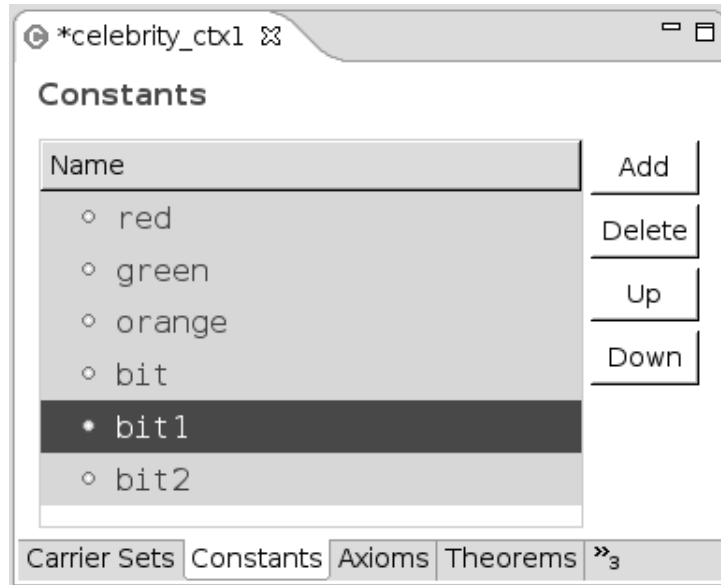 *celebrity_ctx1
Constants
Name
Add
red
Delete
green
Up
orange
Down
bit
bit1
bit2
Carrier Sets Constants Axioms Theorems »3